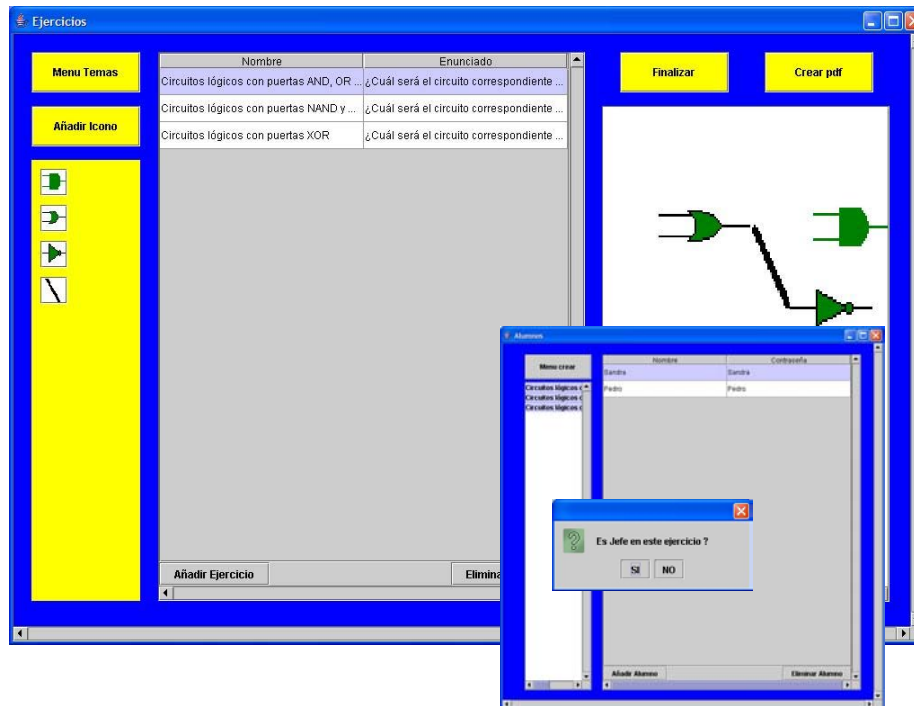 Ejercicios
Menu Temas
Añadir Icono
Nombre Enunciado
Circuitos lógicos con puertas AND, OR ... ¿Cuál será el circuito correspondiente ...
Circuitos lógicos con puertas NAND y ... ¿Cuál será el circuito correspondiente ...
Circuitos lógicos con puertas XOR ¿Cuál será el circuito correspondiente ...
Finalizar
Crear pdf
Añadir Ejercicio
Elimina
Alumnos
Menu crear
Circuitos lógicos c
Circuitos lógicos c
Circuitos lógicos c
Nombre Contraseña
Sandra Sandra
Pedro Pedro
Es Jefe en este ejercicio ?
SI NO
Añadir Alumno
Eliminar Alumno